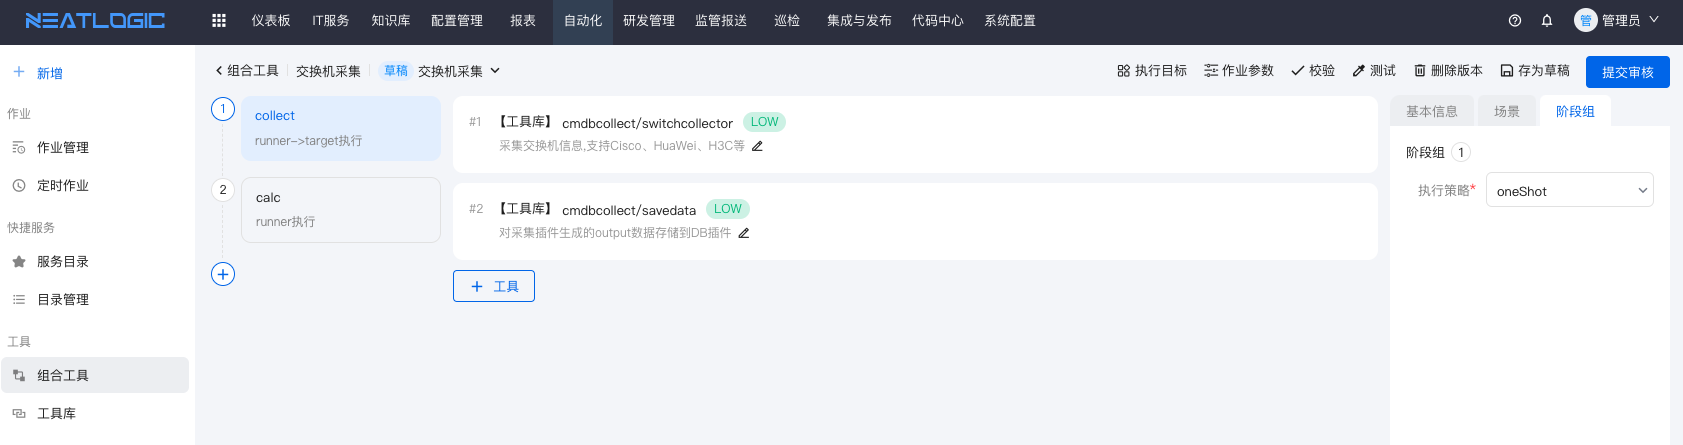 NEATLOGIC 仪表板 IT服务 知识库 配置管理 报表 自动化 研发管理 监管报送 巡检 集成与发布 代码中心 系统配置 管 管理员
新增
作业
作业管理
定时作业
快捷服务
服务目录
目录管理
工具
组合工具
工具库
组合工具 交换机采集 草稿 交换机采集 执行目标 作业参数 校验 测试 删除版本 存为草稿 提交审核
1
collect
runner->target执行
2
calc
runner执行
#1 【工具库】 cmdbcollect/switchcollector LOW
采集交换机信息,支持Cisco、HuaWei、H3C等
#2 【工具库】 cmdbcollect/savedata LOW
对采集插件生成的output数据存储到DB插件
工具
基本信息 场景 阶段组
阶段组 1
执行策略* oneShot